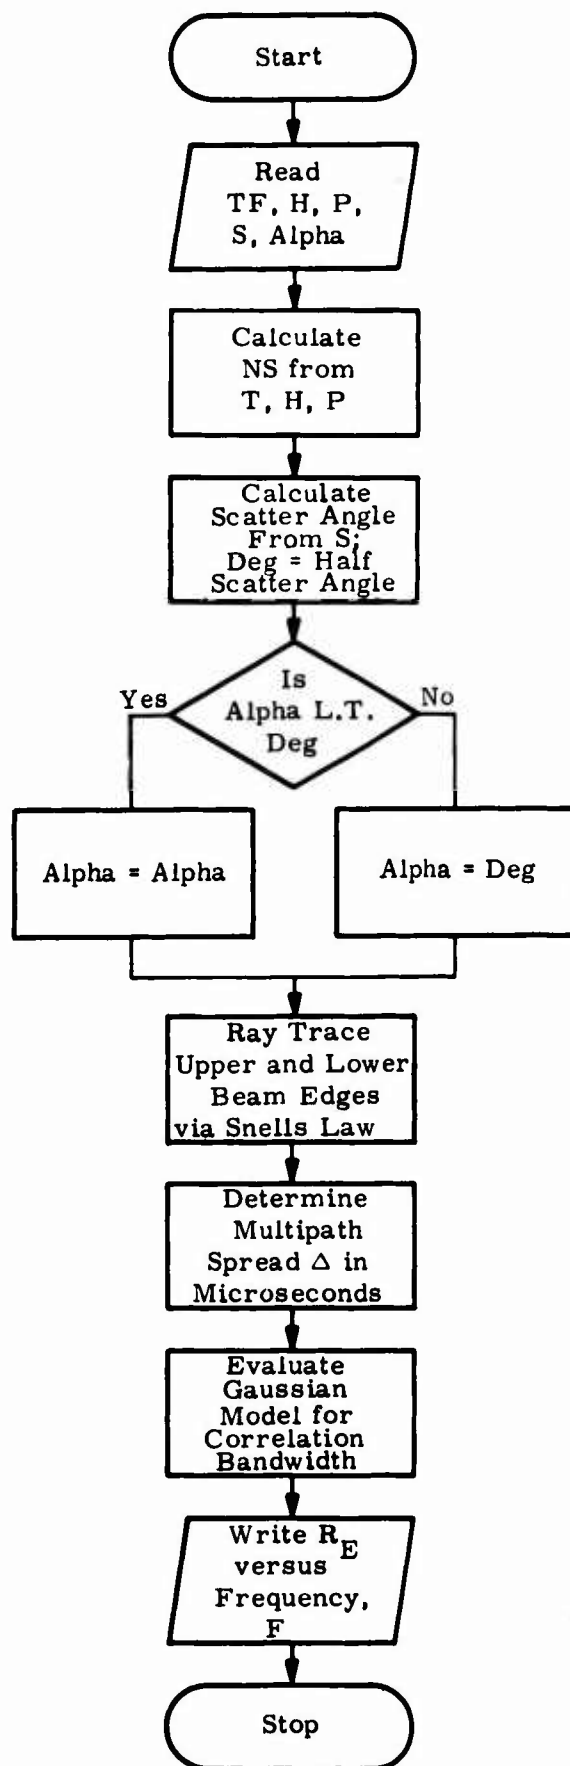 Start
Read
TF, H, P,
S, Alpha
Calculate
NS from
T, H, P
Calculate
Scatter Angle
From S;
Deg = Half
Scatter Angle
Is
Alpha L.T.
Deg
Yes
No
Alpha = Alpha
Alpha = Deg
Ray Trace
Upper and Lower
Beam Edges
via Snells Law
Determine
Multipath
Spread Δ in
Microseconds
Evaluate
Gaussian
Model for
Correlation
Bandwidth
Write R_E
versus
Frequency,
F
Stop